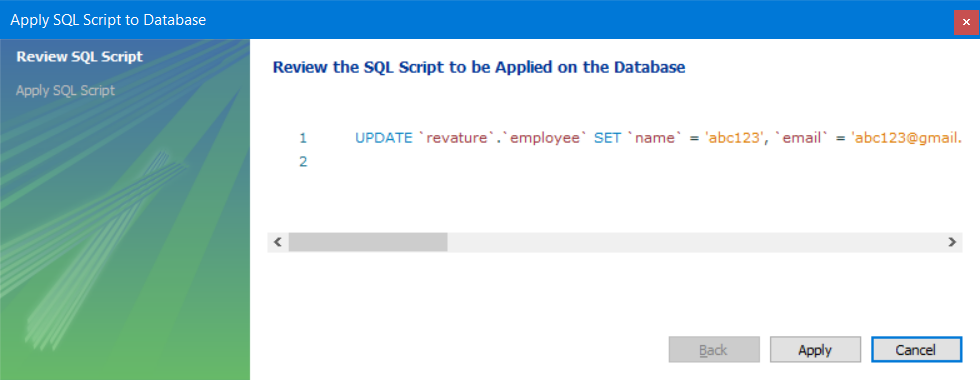 Apply SQL Script to Database
Review SQL Script
Apply SQL Script
Review the SQL Script to be Applied on the Database
1 UPDATE `revature`.`employee` SET `name` = 'abc123', `email` = 'abc123@gmail.
2
Back
Apply
Cancel